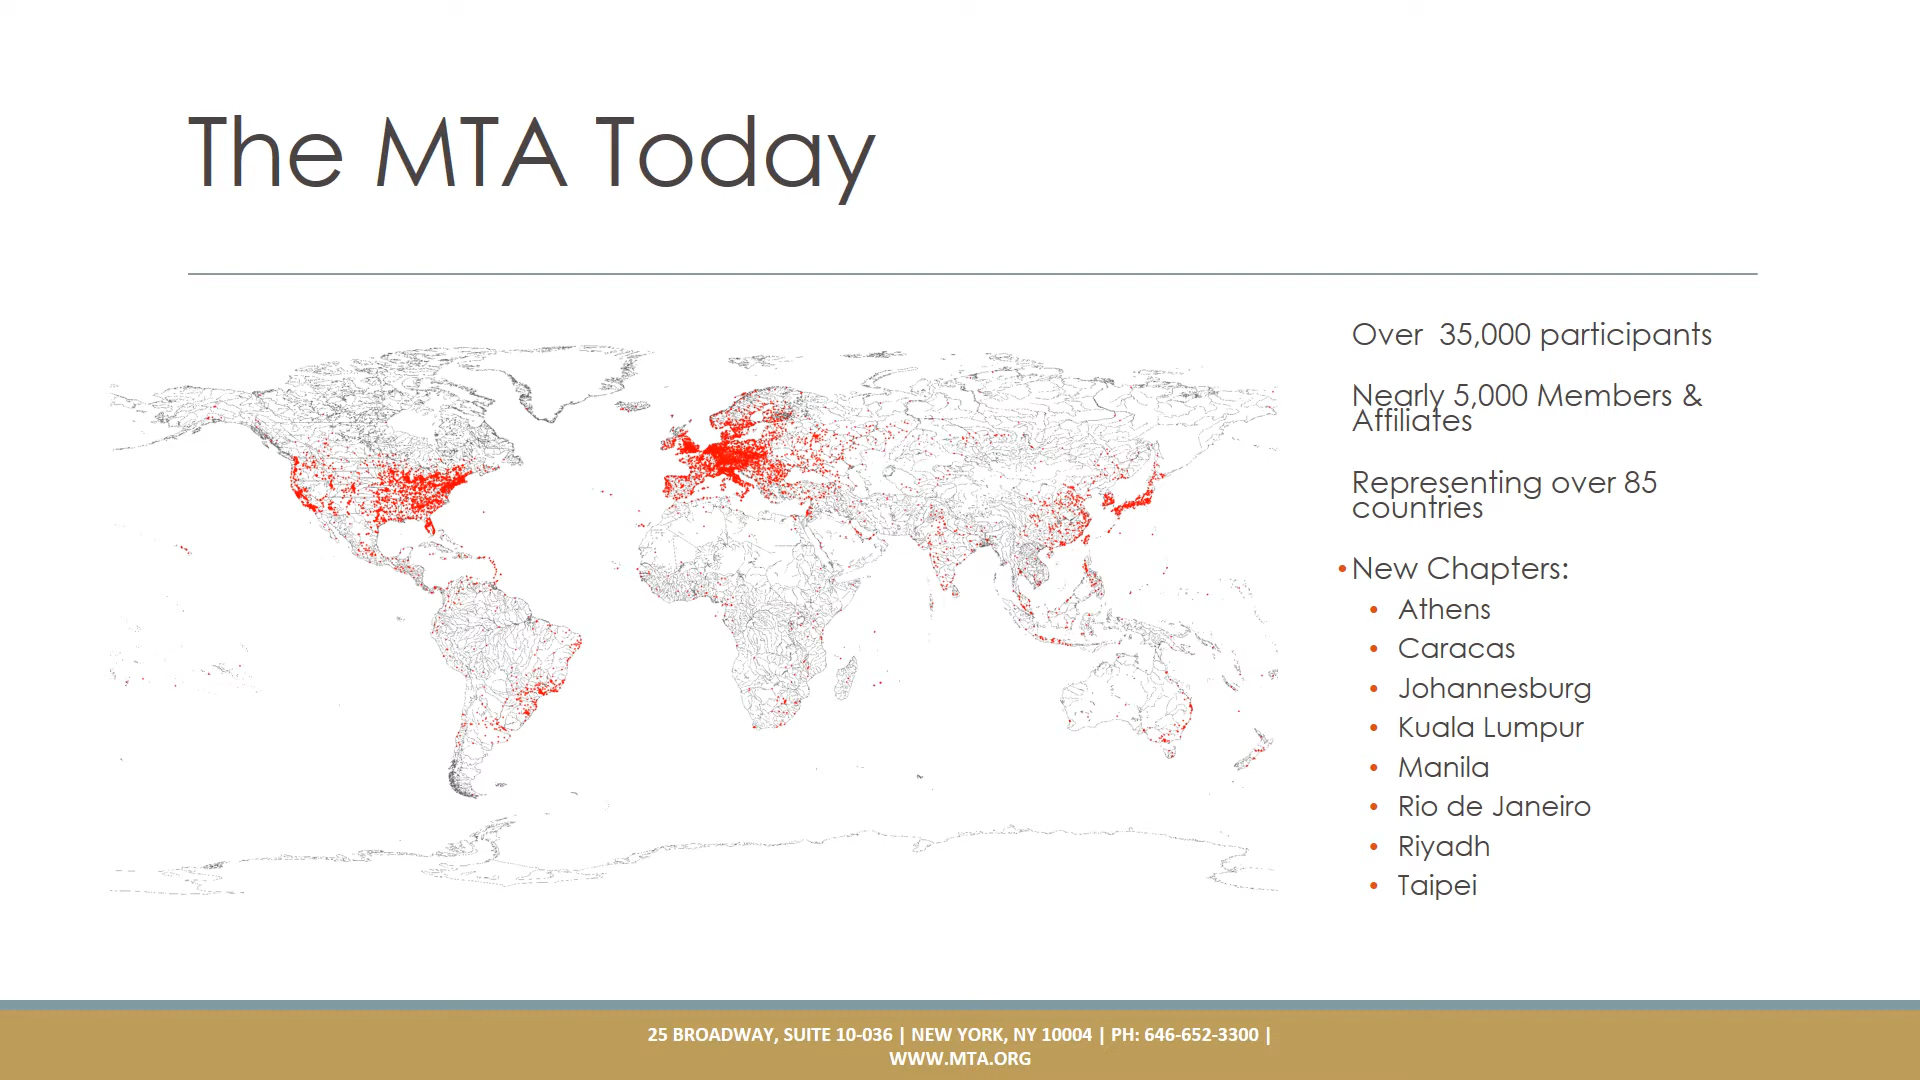 The MTA Today
Over  35,000 participants
Nearly 5,000 Members &
Affiliates
Representing over 85
countries
• New Chapters:
• Athens
• Caracas
• Johannesburg
• Kuala Lumpur
• Manila
• Rio de Janeiro
• Riyadh
• Taipei
25 BROADWAY, SUITE 10-036 | NEW YORK, NY 10004 | PH: 646-652-3300 |
WWW.MTA.ORG